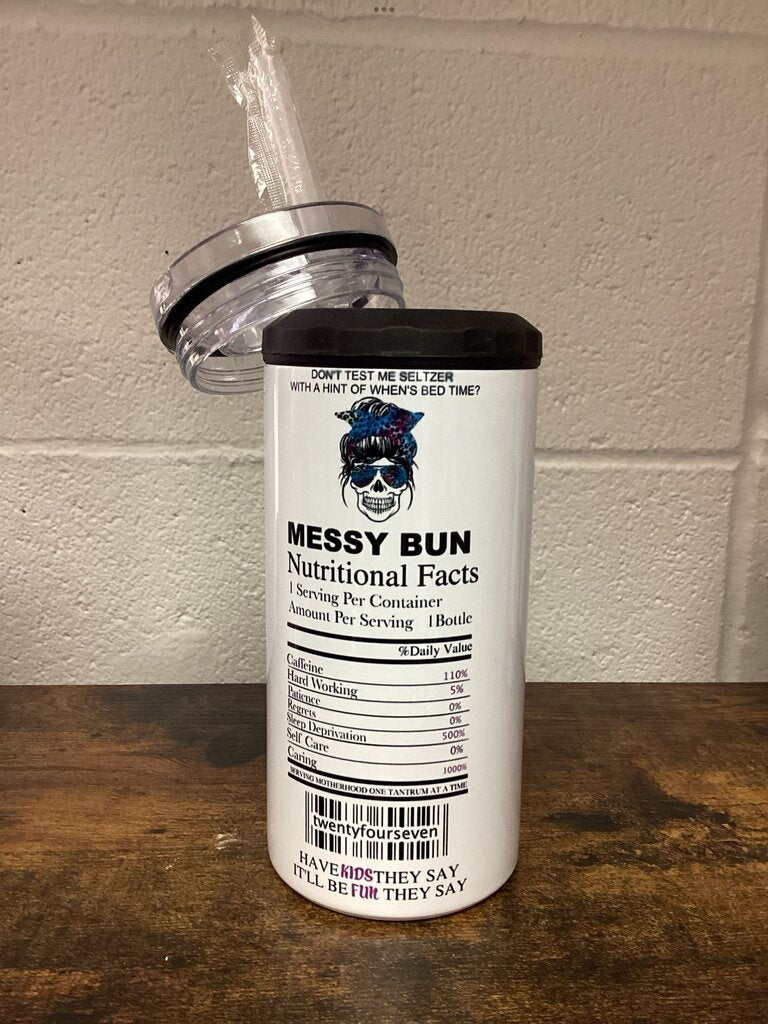 DON'T TEST ME SELTZER
WITH A HINT OF WHEN'S BED TIME?
MESSY BUN
Nutritional Facts
1 Serving Per Container
Amount Per Serving 1Bottle
%Daily Value
Caffeine 110%
Hard Working 5%
Patience 0%
Regrets 0%
Sleep Deprivation 500%
Self Care 0%
Caring 1000%
SERVING MOTHERHOOD ONE TANTRUM AT A TIME
twentyfourseven
HAVE KIDS THEY SAY
IT'LL BE FUN THEY SAY